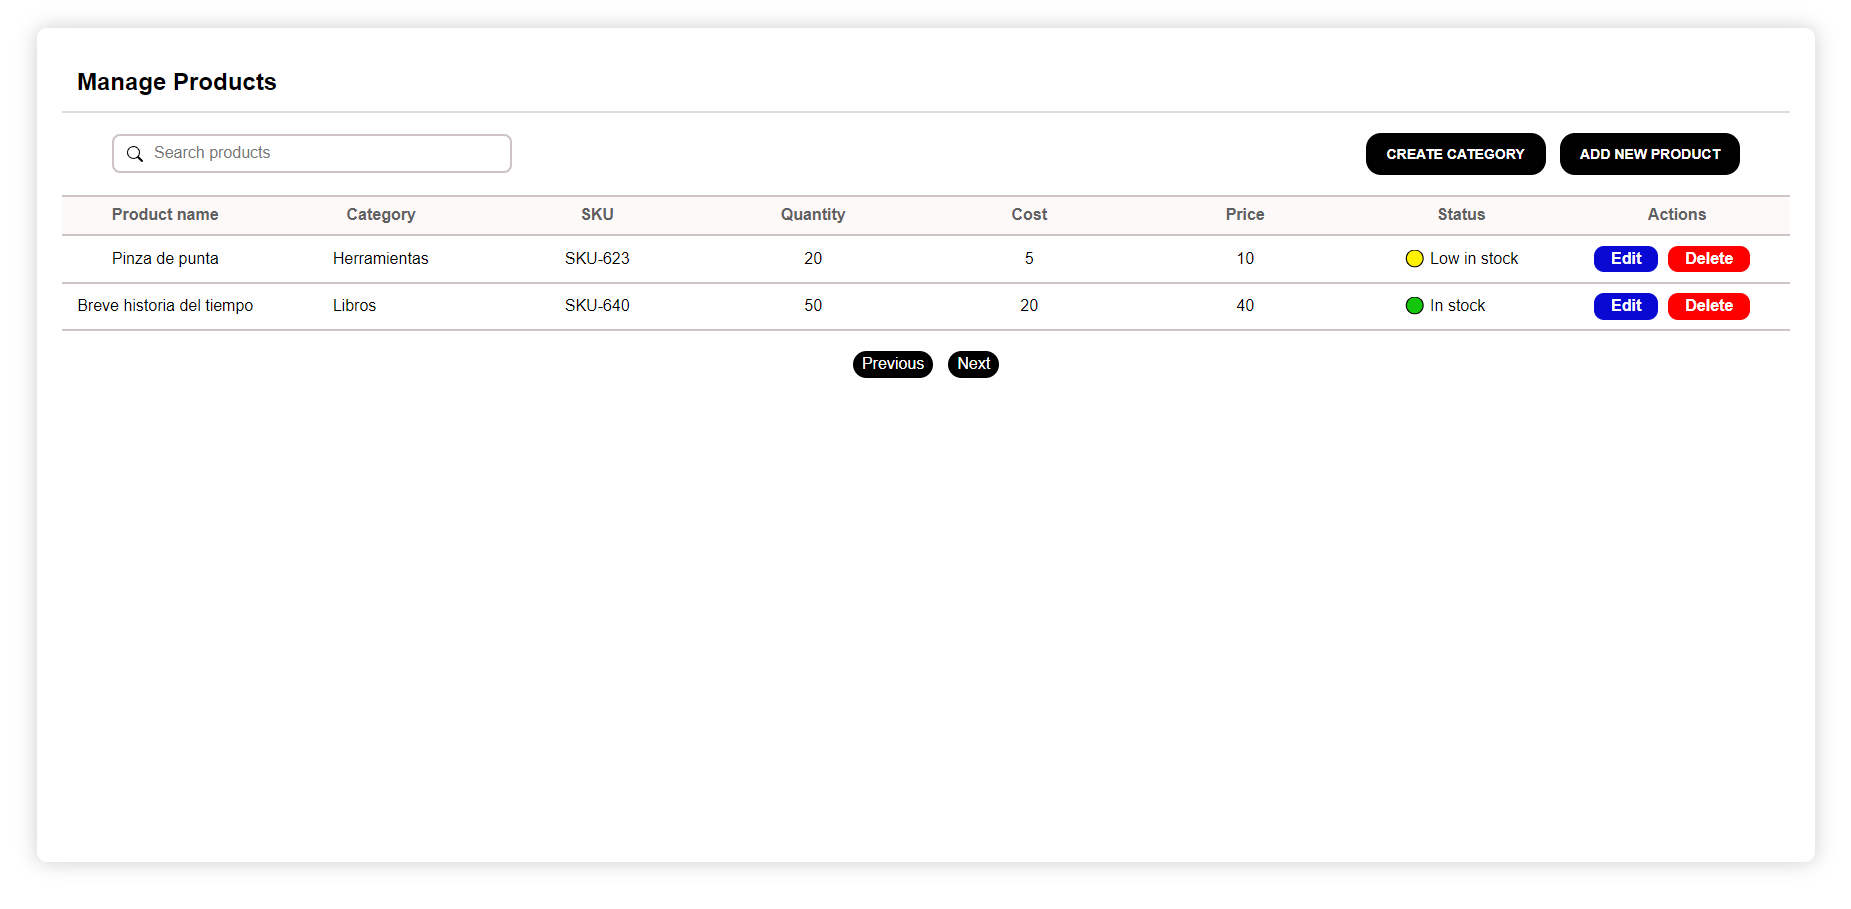 Manage Products
Search products
CREATE CATEGORY ADD NEW PRODUCT
Product name Category SKU Quantity Cost Price Status Actions
Pinza de punta Herramientas SKU-623 20 5 10 Low in stock Edit Delete
Breve historia del tiempo Libros SKU-640 50 20 40 In stock Edit Delete
Previous Next